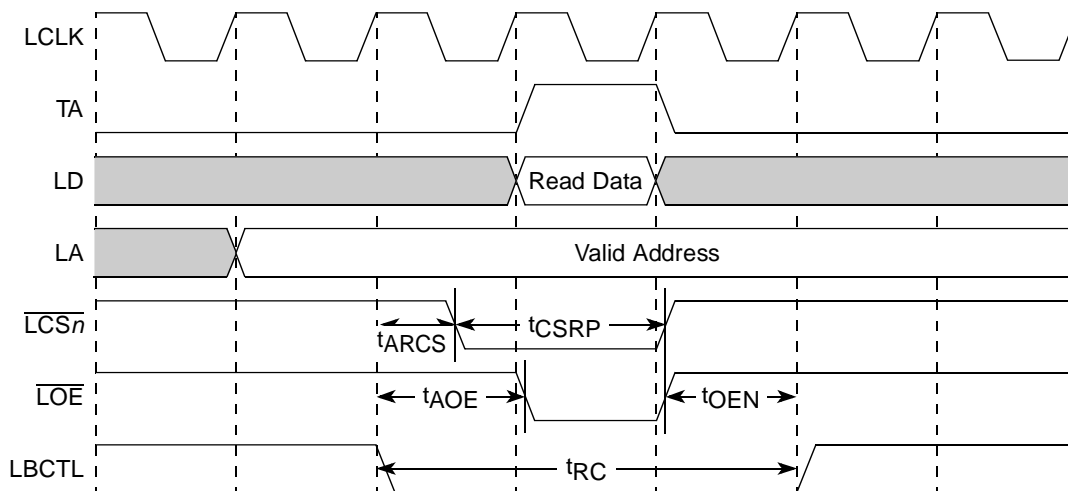 LCLK
TA
LD
Read Data
LA
Valid Address
LCSn
tARCS
tCSRP
LOE
tAOE
tOEN
LBCTL
tRC